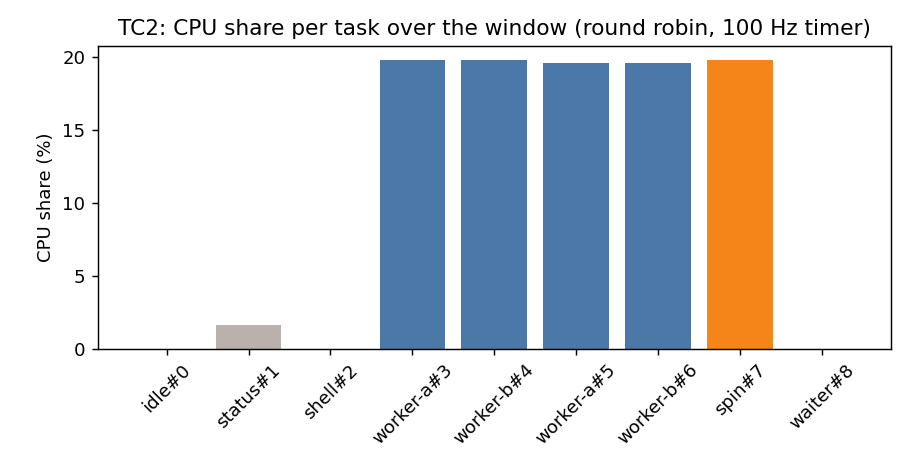 TC2: CPU share per task over the window (round robin, 100 Hz timer)
CPU share (%)
20
15
10
5
0
idle#0
status#1
shell#2
worker-a#3
worker-b#4
worker-a#5
worker-b#6
spin#7
waiter#8